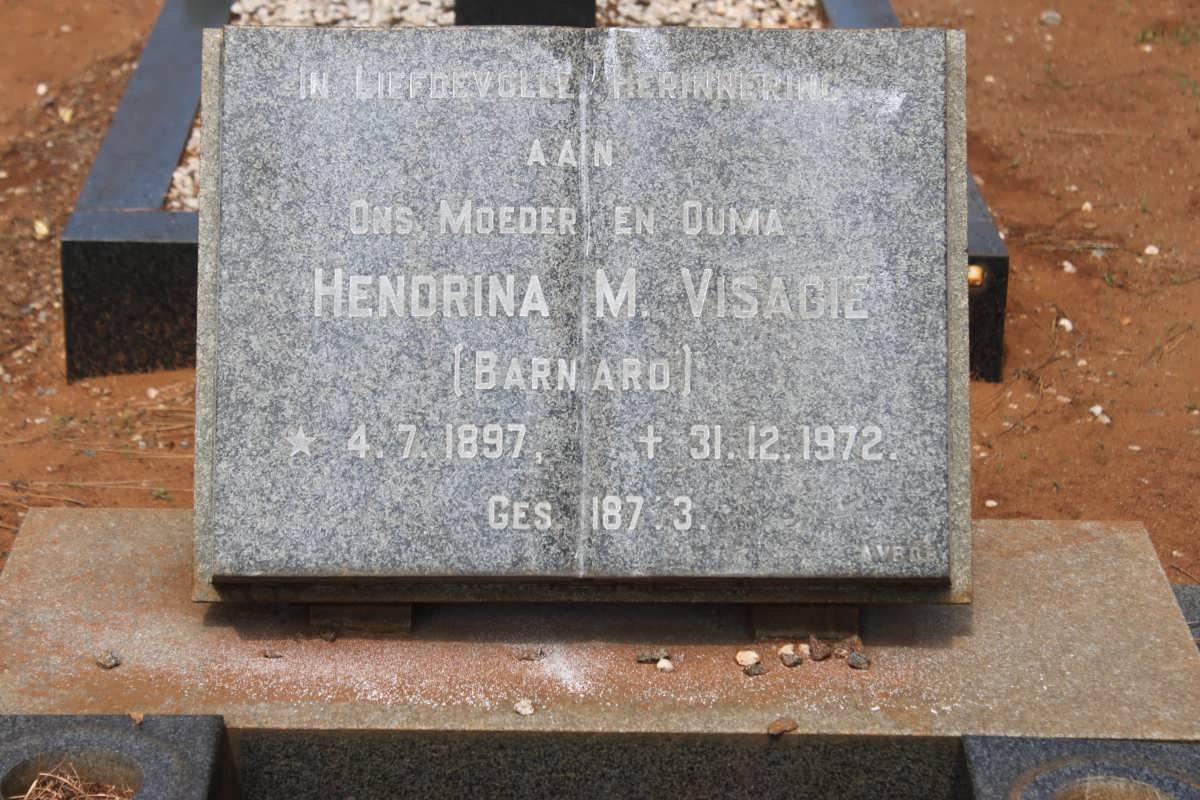 IN LIEFDEVOLLE HERINNERING
AAN
ONS MOEDER EN OUMA
HENDRINA M. VISAGIE
(BARNARD)
★ 4.7.1897, ✝ 31.12.1972.
GES. 187:3.